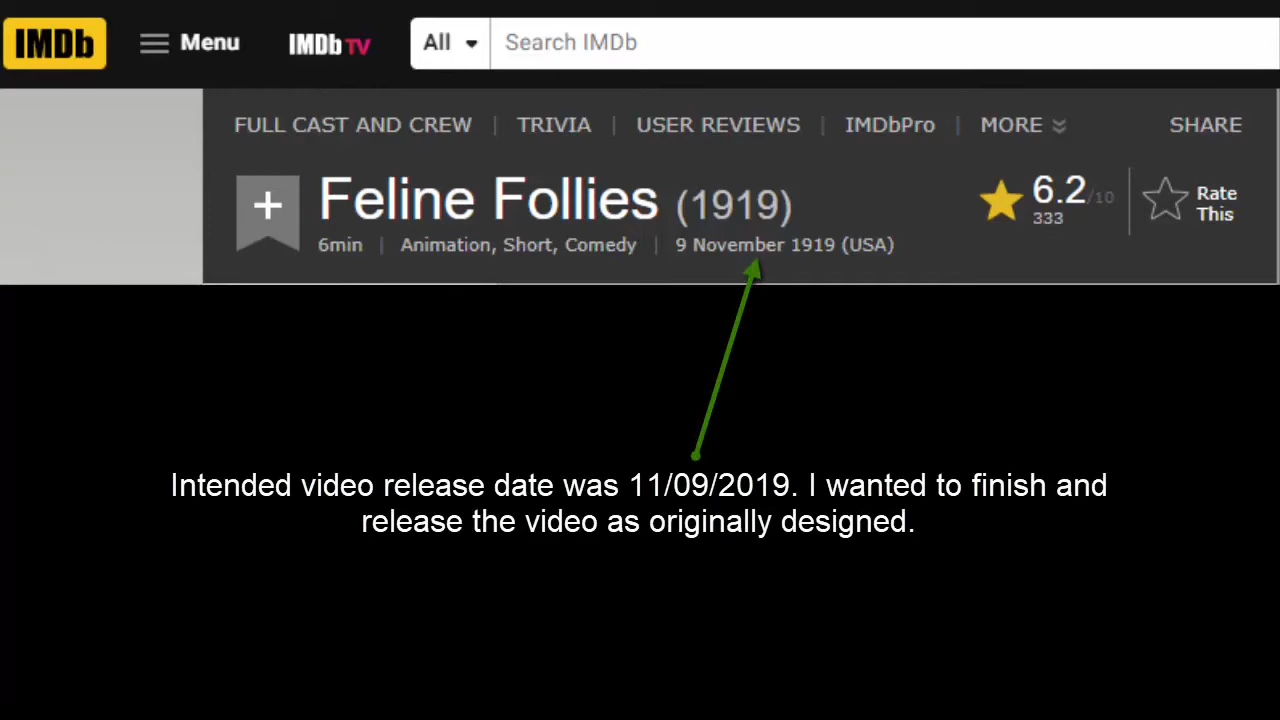 IMDb Menu IMDb TV All Search IMDb
FULL CAST AND CREW | TRIVIA | USER REVIEWS | IMDbPro | MORE SHARE
+ Feline Follies (1919) 6.2/10 Rate
333 This
6min | Animation, Short, Comedy | 9 November 1919 (USA)
Intended video release date was 11/09/2019. I wanted to finish and
release the video as originally designed.